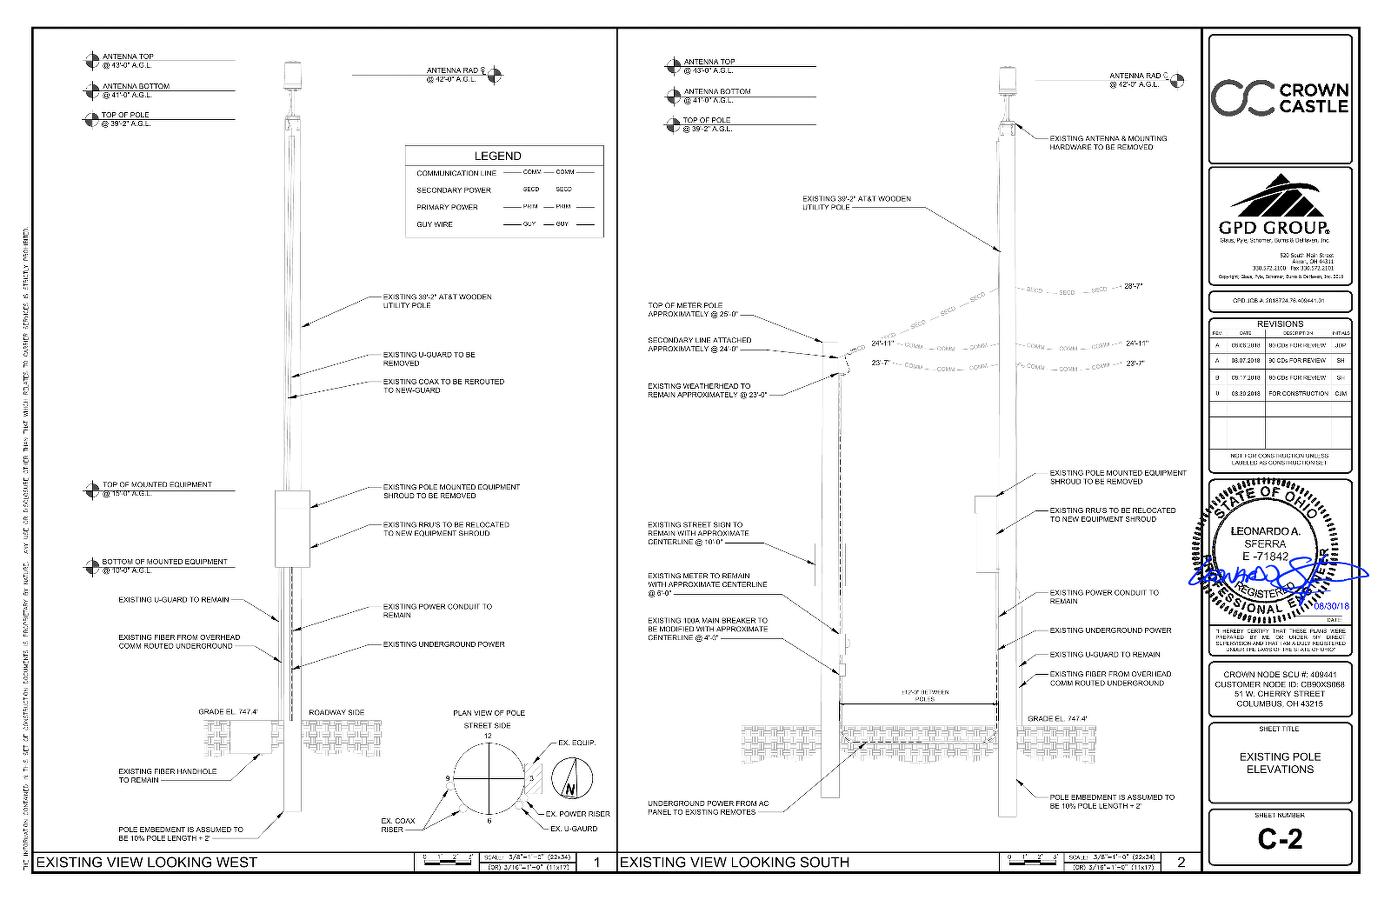 ANTENNA TOP
@ 43'-0" A.G.L.
ANTENNA BOTTOM
@ 41'-0" A.G.L.
TOP OF POLE
@ 39'-2" A.G.L.
ANTENNA RAD ℄
@ 42'-0" A.G.L.
LEGEND
COMMUNICATION LINE COMM COMM
SECONDARY POWER SECD SECD
PRIMARY POWER PRIM PRIM
GUY WIRE GUY GUY
EXISTING 39'-2" AT&T WOODEN
UTILITY POLE
EXISTING U-GUARD TO BE
REMOVED
EXISTING COAX TO BE REROUTED
TO NEW-GUARD
TOP OF MOUNTED EQUIPMENT
@ 15'-0" A.G.L.
EXISTING POLE MOUNTED EQUIPMENT
SHROUD TO BE REMOVED
EXISTING RRU'S TO BE RELOCATED
TO NEW EQUIPMENT SHROUD
BOTTOM OF MOUNTED EQUIPMENT
@ 10'-0" A.G.L.
EXISTING U-GUARD TO REMAIN
EXISTING FIBER FROM OVERHEAD
COMM ROUTED UNDERGROUND
EXISTING POWER CONDUIT TO
REMAIN
EXISTING UNDERGROUND POWER
GRADE EL. 747.4'
ROADWAY SIDE
EXISTING FIBER HANDHOLE
TO REMAIN
POLE EMBEDMENT IS ASSUMED TO
BE 10% POLE LENGTH + 2'
PLAN VIEW OF POLE
STREET SIDE
12
9
3
6
EX. EQUIP.
EX. POWER RISER
EX. U-GAURD
EX. COAX
RISER
N
EXISTING VIEW LOOKING WEST
0 1' 2' 3'
SCALE: 3/8"=1'-0" (22x34)
(OR) 3/16"=1'-0" (11x17)
1
ANTENNA TOP
@ 43'-0" A.G.L.
ANTENNA BOTTOM
@ 41'-0" A.G.L.
TOP OF POLE
@ 39'-2" A.G.L.
ANTENNA RAD ℄
@ 42'-0" A.G.L.
EXISTING ANTENNA & MOUNTING
HARDWARE TO BE REMOVED
EXISTING 39'-2" AT&T WOODEN
UTILITY POLE
TOP OF METER POLE
APPROXIMATELY @ 25'-0"
SECONDARY LINE ATTACHED
APPROXIMATELY @ 24'-0"
EXISTING WEATHERHEAD TO
REMAIN APPROXIMATELY @ 23'-0"
SECD SECD SECD SECD SECD SECD 28'-7"
24'-11" COMM COMM COMM COMM COMM 24'-11"
23'-7" COMM COMM COMM COMM COMM 23'-7"
EXISTING STREET SIGN TO
REMAIN WITH APPROXIMATE
CENTERLINE @ 10'-0"
EXISTING METER TO REMAIN
WITH APPROXIMATE CENTERLINE
@ 6'-0"
EXISTING 100A MAIN BREAKER TO
BE MODIFIED WITH APPROXIMATE
CENTERLINE @ 4'-0"
EXISTING POLE MOUNTED EQUIPMENT
SHROUD TO BE REMOVED
EXISTING RRU'S TO BE RELOCATED
TO NEW EQUIPMENT SHROUD
EXISTING POWER CONDUIT TO
REMAIN
EXISTING UNDERGROUND POWER
EXISTING U-GUARD TO REMAIN
EXISTING FIBER FROM OVERHEAD
COMM ROUTED UNDERGROUND
±12'-0" BETWEEN
POLES
GRADE EL. 747.4'
UNDERGROUND POWER FROM AC
PANEL TO EXISTING REMOTES
POLE EMBEDMENT IS ASSUMED TO
BE 10% POLE LENGTH + 2'
EXISTING VIEW LOOKING SOUTH
0 1' 2' 3'
SCALE: 3/8"=1'-0" (22x34)
(OR) 3/16"=1'-0" (11x17)
2
CROWN
CASTLE
GPD GROUP.
Glaus, Pyle, Schomer, Burns & DeHaven, Inc.
520 South Main Street
Akron, OH 44311
330.572.2100 Fax 330.572.2101
Copyright: Glaus, Pyle, Schomer, Burns & DeHaven, Inc. 2018
GPD JOB #: 2018724.76.409441.01
REVISIONS
REV. DATE DESCRIPTION INITIALS
A 90 CDs FOR REVIEW JDP
A 90 CDs FOR REVIEW SH
B 90 CDs FOR REVIEW SH
0 FOR CONSTRUCTION CJM
NOT FOR CONSTRUCTION UNLESS
LABELED AS CONSTRUCTION SET
STATE OF OHIO
LEONARDO A.
SFERRA
E -71842
REGISTERED
PROFESSIONAL ENGINEER
08/30/18
DATE:
"I HEREBY CERTIFY THAT THESE PLANS WERE
PREPARED BY ME OR UNDER MY DIRECT
SUPERVISION AND THAT I AM A DULY REGISTERED
UNDER THE LAWS OF THE STATE OF OHIO"
CROWN NODE SCU #: 409441
CUSTOMER NODE ID: CB90XS068
51 W. CHERRY STREET
COLUMBUS, OH 43215
SHEET TITLE
EXISTING POLE
ELEVATIONS
SHEET NUMBER
C-2
THE INFORMATION CONTAINED IN THIS SET OF CONSTRUCTION DOCUMENTS IS PROPRIETARY BY NATURE. ANY USE OR DISCLOSURE OTHER THAN THAT WHICH RELATES TO CARRIER SERVICES IS STRICTLY PROHIBITED.